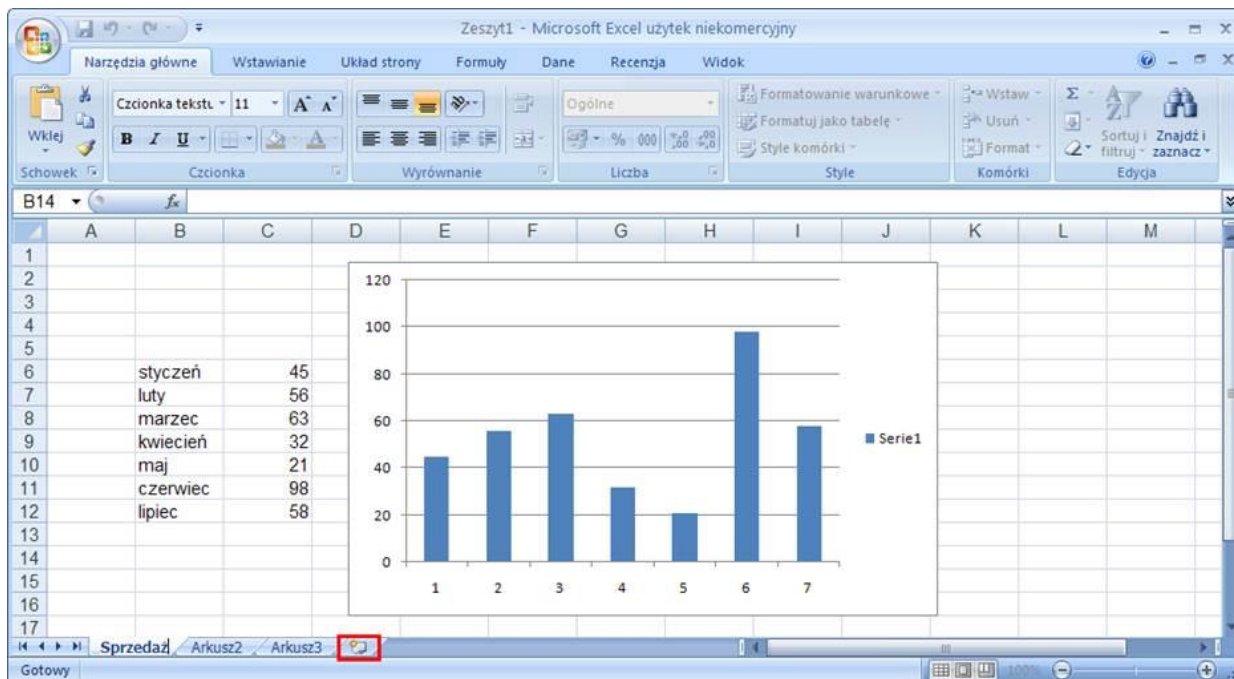 Zeszyt1 - Microsoft Excel użytek niekomercyjny
Narzędzia główne Wstawianie Układ strony Formuły Dane Recenzja Widok
Wklej
Czcionka tekstu 11 A A
B I U A
Ogólne
% 000
Formatowanie warunkowe
Formatuj jako tabelę
Style komórki
Wstaw
Usuń
Format
Σ
Sortuj i filtruj
Znajdź i zaznacz
Schowek Czcionka Wyrównanie Liczba Style Komórki Edycja
B14 fx
A B C D E F G H I J K L M
1
2
3
4
5
6 styczeń 45
7 luty 56
8 marzec 63
9 kwiecień 32
10 maj 21
11 czerwiec 98
12 lipiec 58
13
14
15
16
17
120
100
80
60
40
20
0
1 2 3 4 5 6 7
Serie1
Sprzedaż Arkusz2 Arkusz3
Gotowy 100%